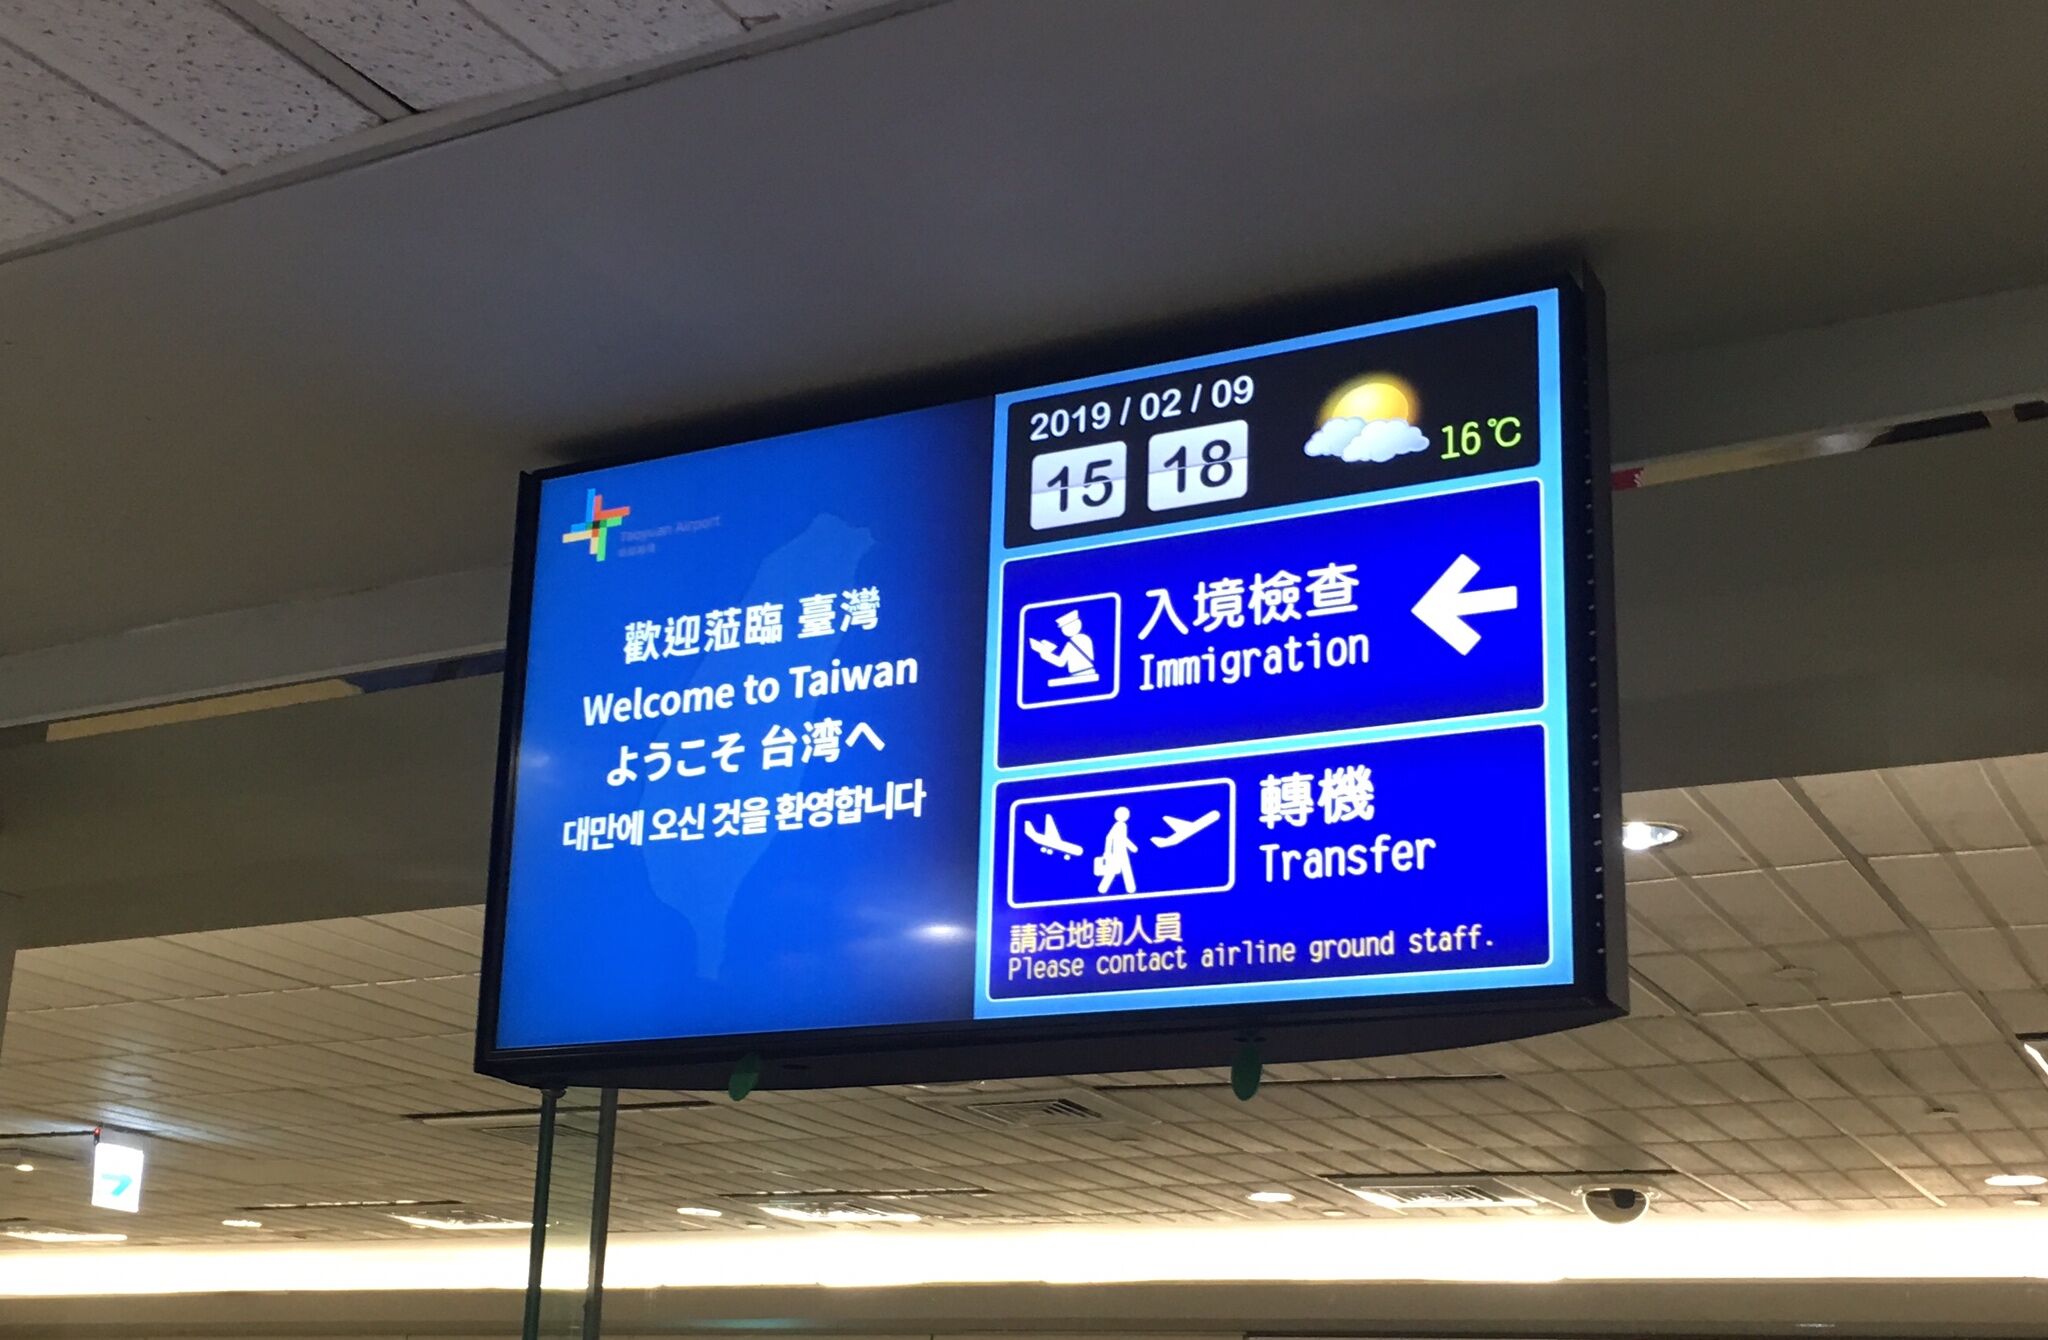 Taoyuan Airport
歡迎蒞臨 臺灣
Welcome to Taiwan
ようこそ 台湾へ
대만에 오신 것을 환영합니다
2019 / 02 / 09
15 18
16℃
入境檢查
Immigration
轉機
Transfer
請洽地勤人員
Please contact airline ground staff.